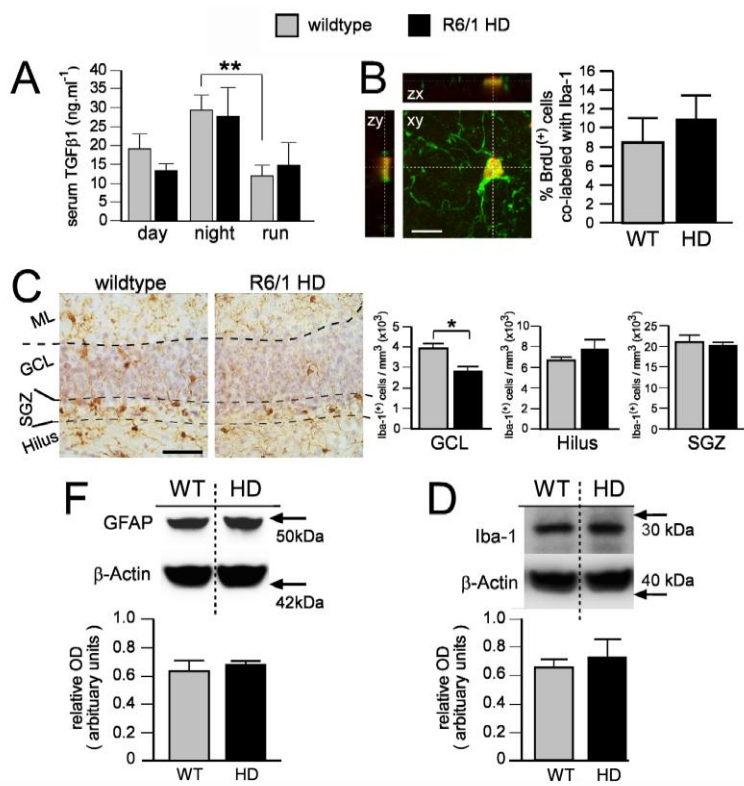 wildtype R6/1 HD
A
serum TGFβ1 (ng.ml⁻¹)
40
35
30
25
20
15
10
5
0
**
day night run
B
zx
zy
xy
% BrdU⁽⁺⁾ cells
co-labeled with Iba-1
16
14
12
10
8
6
4
2
0
WT HD
C
wildtype R6/1 HD
ML
GCL
SGZ
Hilus
Iba-1⁽⁺⁾ cells / mm³ (x10³)
5
4
3
2
1
0
*
GCL
Iba-1⁽⁺⁾ cells / mm³ (x10³)
10
8
6
4
2
0
Hilus
Iba-1⁽⁺⁾ cells / mm³ (x10³)
25
20
15
10
5
0
SGZ
F
WT HD
GFAP
50kDa
β-Actin
42kDa
relative OD
( arbituary units )
1.0
0.8
0.6
0.4
0.2
0
WT HD
D
WT HD
Iba-1
30 kDa
β-Actin
40 kDa
relative OD
( arbituary units )
1.0
0.8
0.6
0.4
0.2
0
WT HD